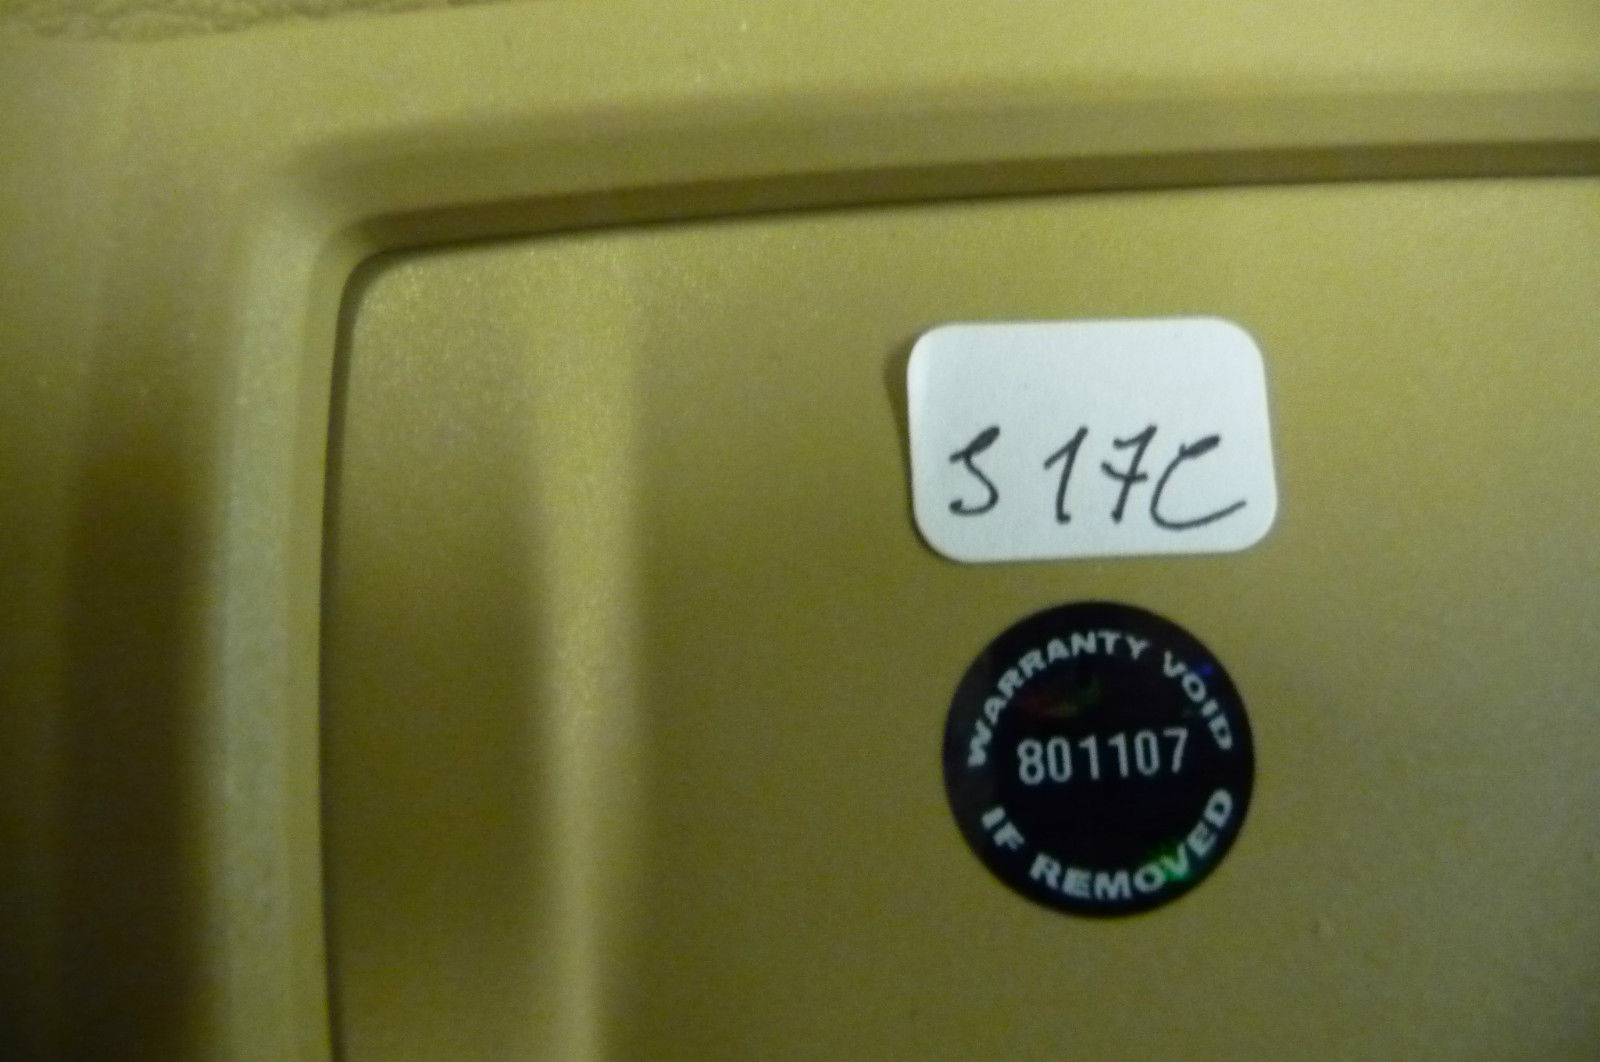 S 17C
WARRANTY VOID
801107
IF REMOVED